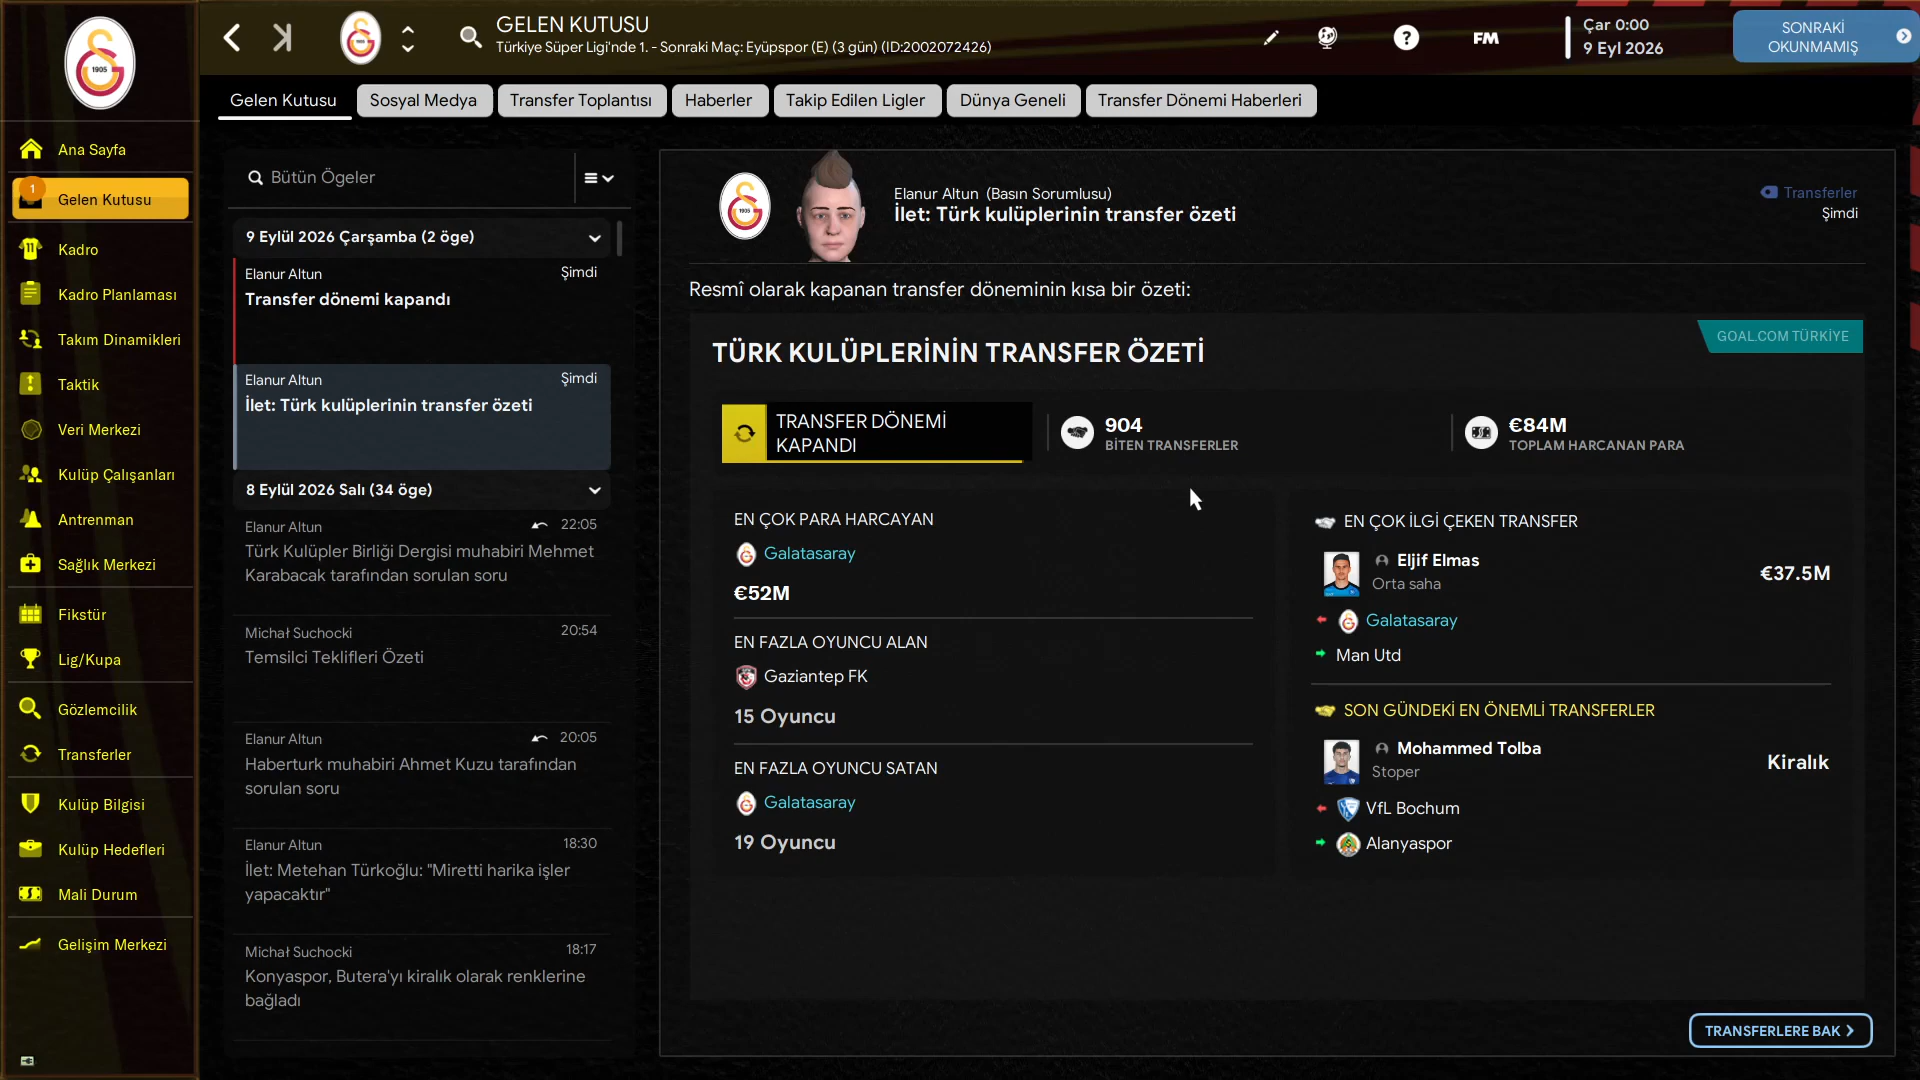 1905
Ana Sayfa
1
Gelen Kutusu
11
Kadro
Kadro Planlaması
Takım Dinamikleri
Taktik
Veri Merkezi
Kulüp Çalışanları
Antrenman
Sağlık Merkezi
Fikstür
Lig/Kupa
Gözlemcilik
Transferler
Kulüp Bilgisi
Kulüp Hedefleri
Mali Durum
Gelişim Merkezi
GELEN KUTUSU
Türkiye Süper Ligi'nde 1. - Sonraki Maç: Eyüpspor (E) (3 gün) (ID:2002072426)
?
FM
Çar 0:00
9 Eyl 2026
SONRAKİ
OKUNMAMIŞ
Gelen Kutusu
Sosyal Medya
Transfer Toplantısı
Haberler
Takip Edilen Ligler
Dünya Geneli
Transfer Dönemi Haberleri
Bütün Ögeler
9 Eylül 2026 Çarşamba (2 öge)
Elanur Altun Şimdi
Transfer dönemi kapandı
Elanur Altun Şimdi
İlet: Türk kulüplerinin transfer özeti
8 Eylül 2026 Salı (34 öge)
Elanur Altun 22:05
Türk Kulüpler Birliği Dergisi muhabiri Mehmet
Karabacak tarafından sorulan soru
Michał Suchocki 20:54
Temsilci Teklifleri Özeti
Elanur Altun 20:05
Haberturk muhabiri Ahmet Kuzu tarafından
sorulan soru
Elanur Altun 18:30
İlet: Metehan Türkoğlu: "Miretti harika işler
yapacaktır"
Michał Suchocki 18:17
Konyaspor, Butera'yı kiralık olarak renklerine
bağladı
1905
Elanur Altun (Basın Sorumlusu)
İlet: Türk kulüplerinin transfer özeti
Transferler
Şimdi
Resmî olarak kapanan transfer döneminin kısa bir özeti:
GOAL.COM TÜRKİYE
TÜRK KULÜPLERİNİN TRANSFER ÖZETİ
TRANSFER DÖNEMİ
KAPANDI
904
BİTEN TRANSFERLER
€84M
TOPLAM HARCANAN PARA
EN ÇOK PARA HARCAYAN
Galatasaray
€52M
EN FAZLA OYUNCU ALAN
Gaziantep FK
15 Oyuncu
EN FAZLA OYUNCU SATAN
Galatasaray
19 Oyuncu
EN ÇOK İLGİ ÇEKEN TRANSFER
Eljif Elmas
Orta saha
€37.5M
Galatasaray
Man Utd
SON GÜNDEKİ EN ÖNEMLİ TRANSFERLER
Mohammed Tolba
Stoper
Kiralık
VfL Bochum
Alanyaspor
TRANSFERLERE BAK